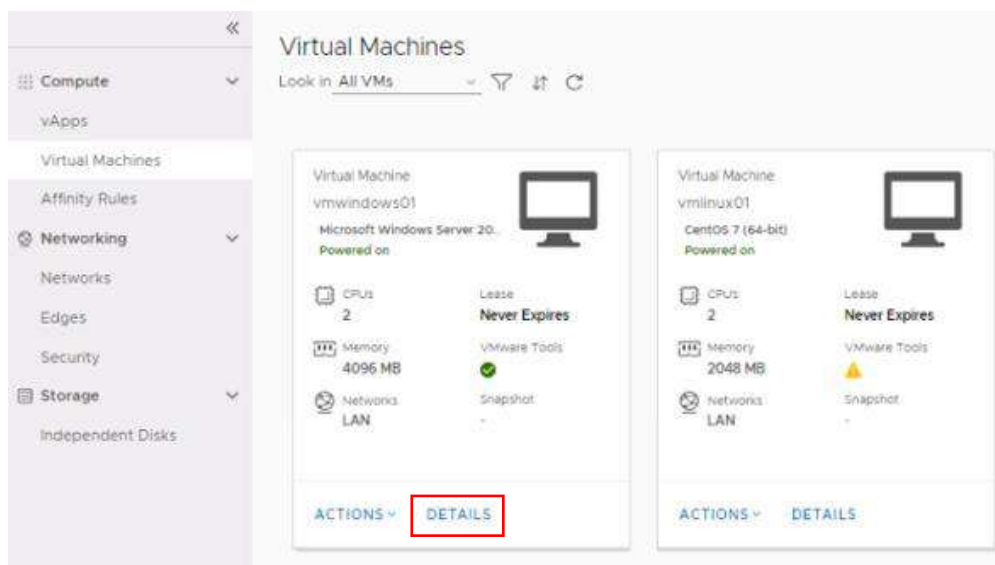 Compute
vApps
Virtual Machines
Affinity Rules
Networking
Networks
Edges
Security
Storage
Independent Disks
Virtual Machines
Look in All VMs
Virtual Machine
vmwindows01
Microsoft Windows Server 20..
Powered on
CPUs
2
Lease
Never Expires
Memory
4096 MB
VMware Tools
Networks
LAN
Snapshot
-
ACTIONS
DETAILS
Virtual Machine
vmlinux01
CentOS 7 (64-bit)
Powered on
CPUs
2
Lease
Never Expires
Memory
2048 MB
VMware Tools
Networks
LAN
Snapshot
-
ACTIONS
DETAILS